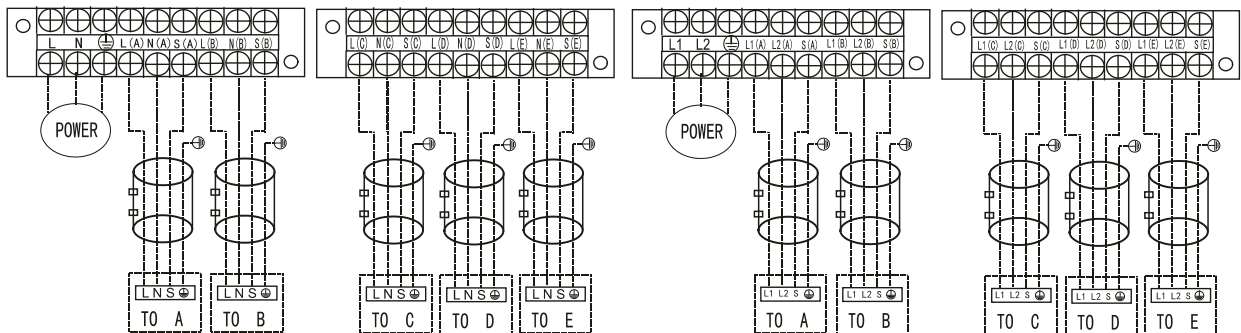 L N L(A) N(A) S(A) L(B) N(B) S(B)
POWER
L N S
TO A
L N S
TO B
L(C) N(C) S(C) L(D) N(D) S(D) L(E) N(E) S(E)
L N S
TO C
L N S
TO D
L N S
TO E
L1 L2 L1(A) L2(A) S(A) L1(B) L2(B) S(B)
POWER
L1 L2 S
TO A
L1 L2 S
TO B
L1(C) L2(C) S(C) L1(D) L2(D) S(D) L1(E) L2(E) S(E)
L1 L2 S
TO C
L1 L2 S
TO D
L1 L2 S
TO E